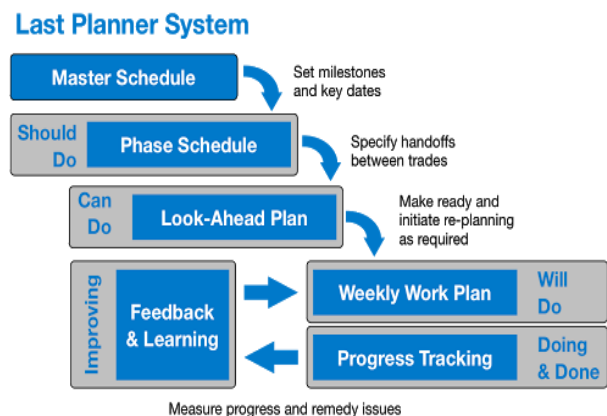 Last Planner System
Master Schedule
Set milestones
and key dates
Should
Do
Phase Schedule
Specify handoffs
between trades
Can
Do
Look-Ahead Plan
Make ready and
initiate re-planning
as required
Improving
Feedback
& Learning
Weekly Work Plan
Will
Do
Progress Tracking
Doing
& Done
Measure progress and remedy issues